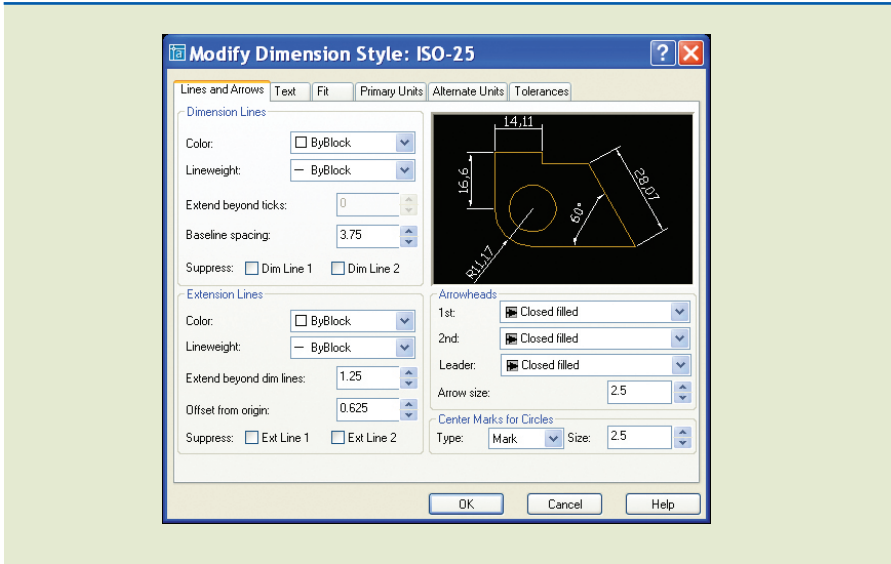 Modify Dimension Style: ISO-25
Lines and Arrows Text Fit Primary Units Alternate Units Tolerances
Dimension Lines
Color: ByBlock
Lineweight: ByBlock
Extend beyond ticks: 0
Baseline spacing: 3.75
Suppress: Dim Line 1 Dim Line 2
Extension Lines
Color: ByBlock
Lineweight: ByBlock
Extend beyond dim lines: 1.25
Offset from origin: 0.625
Suppress: Ext Line 1 Ext Line 2
14,11
16,6
28,07
60°
R11,17
Arrowheads
1st: Closed filled
2nd: Closed filled
Leader: Closed filled
Arrow size: 2.5
Center Marks for Circles
Type: Mark Size: 2.5
OK Cancel Help